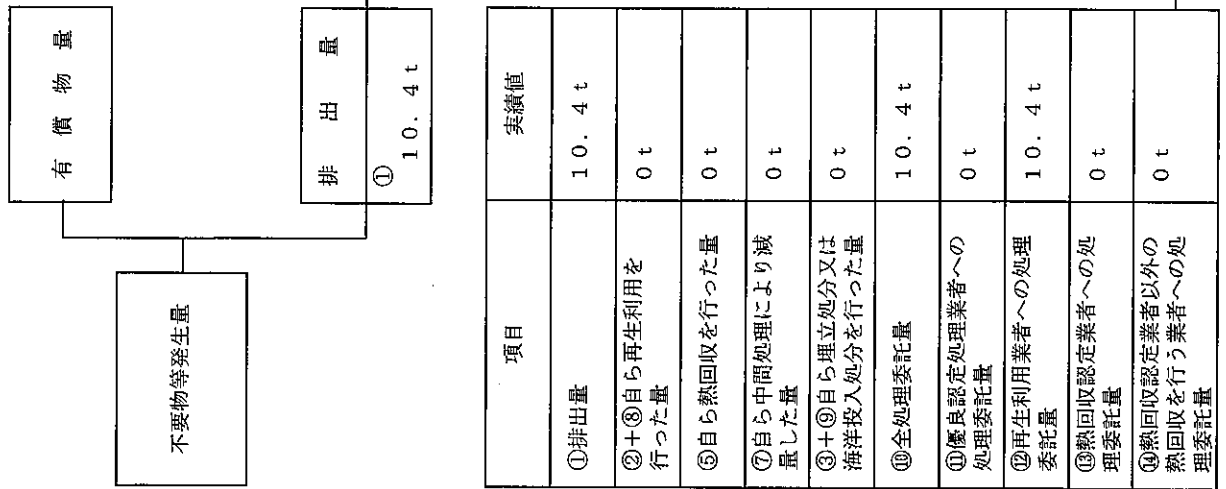 不要物等発生量
有償物量
排出量
①
10.4t
項目
実績値
①排出量
10.4t
②+⑧自ら再生利用を
行った量
0t
⑤自ら熱回収を行った量
0t
⑦自ら中間処理により減
量した量
0t
③+⑨自ら埋立処分又は
海洋投入処分を行った量
0t
⑩全処理委託量
10.4t
⑪優良認定処理業者への
処理委託量
0t
⑫再生利用業者への処理
委託量
10.4t
⑬熱回収認定業者への処
理委託量
0t
⑭熱回収認定業者以外の
熱回収を行う業者への処
理委託量
0t